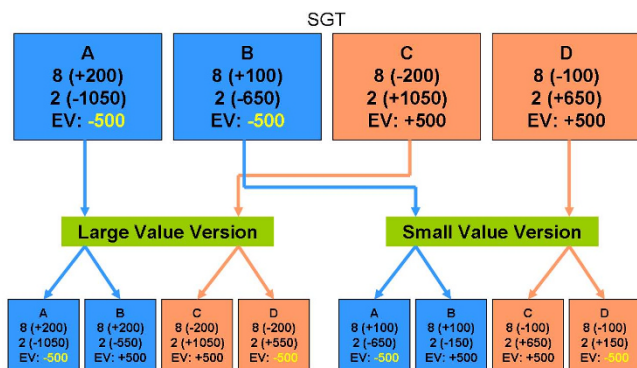 SGT
A
8 (+200)
2 (-1050)
EV: -500
B
8 (+100)
2 (-650)
EV: -500
C
8 (-200)
2 (+1050)
EV: +500
D
8 (-100)
2 (+650)
EV: +500
Large Value Version
Small Value Version
A
8 (+200)
2 (-1050)
EV: -500
B
8 (+200)
2 (-550)
EV: +500
C
8 (-200)
2 (+1050)
EV: +500
D
8 (-200)
2 (+550)
EV: -500
A
8 (+100)
2 (-650)
EV: -500
B
8 (+100)
2 (-150)
EV: +500
C
8 (-100)
2 (+650)
EV: +500
D
8 (-100)
2 (+150)
EV: -500